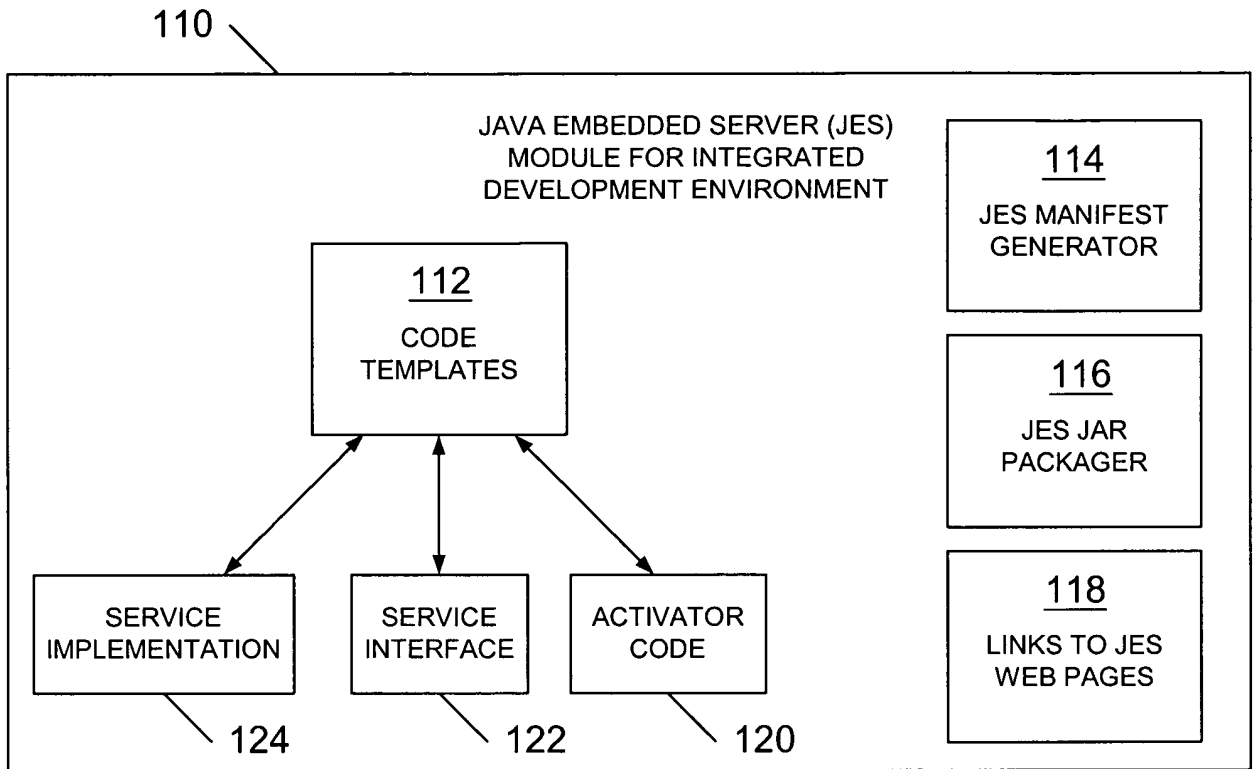 110
JAVA EMBEDDED SERVER (JES)
MODULE FOR INTEGRATED
DEVELOPMENT ENVIRONMENT
114
JES MANIFEST
GENERATOR
112
CODE
TEMPLATES
116
JES JAR
PACKAGER
SERVICE
IMPLEMENTATION
SERVICE
INTERFACE
ACTIVATOR
CODE
118
LINKS TO JES
WEB PAGES
124
122
120